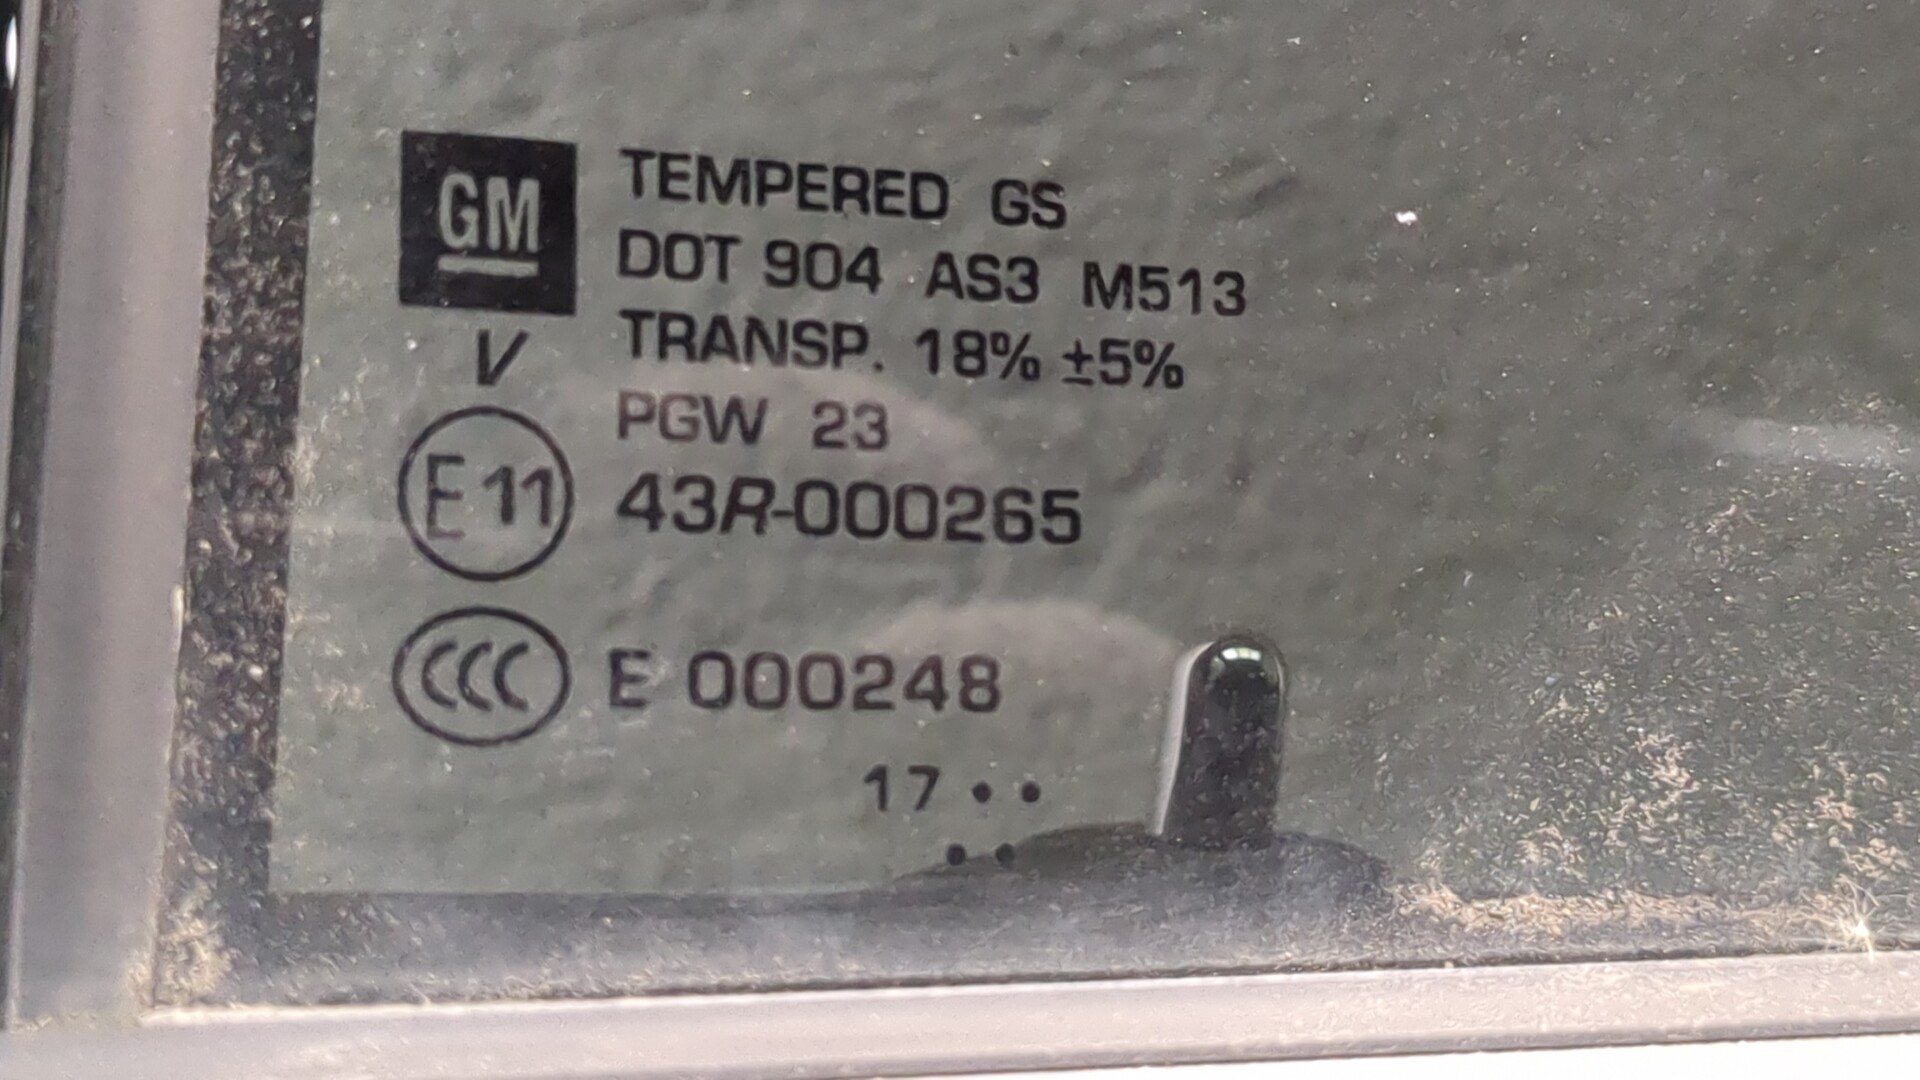 GM
TEMPERED GS
DOT 904 AS3 M513
V
TRANSP. 18% ±5%
PGW 23
E11
43R-000265
CCC
E 000248
17 • •
• •